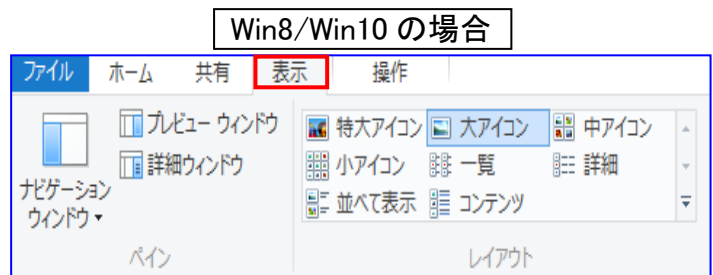 Win8/Win10 の場合
ファイル ホーム 共有 表示 操作
プレビュー ウィンドウ
詳細ウィンドウ
ナビゲーション
ウィンドウ
特大アイコン 大アイコン 中アイコン
小アイコン 一覧 詳細
並べて表示 コンテンツ
ペイン レイアウト